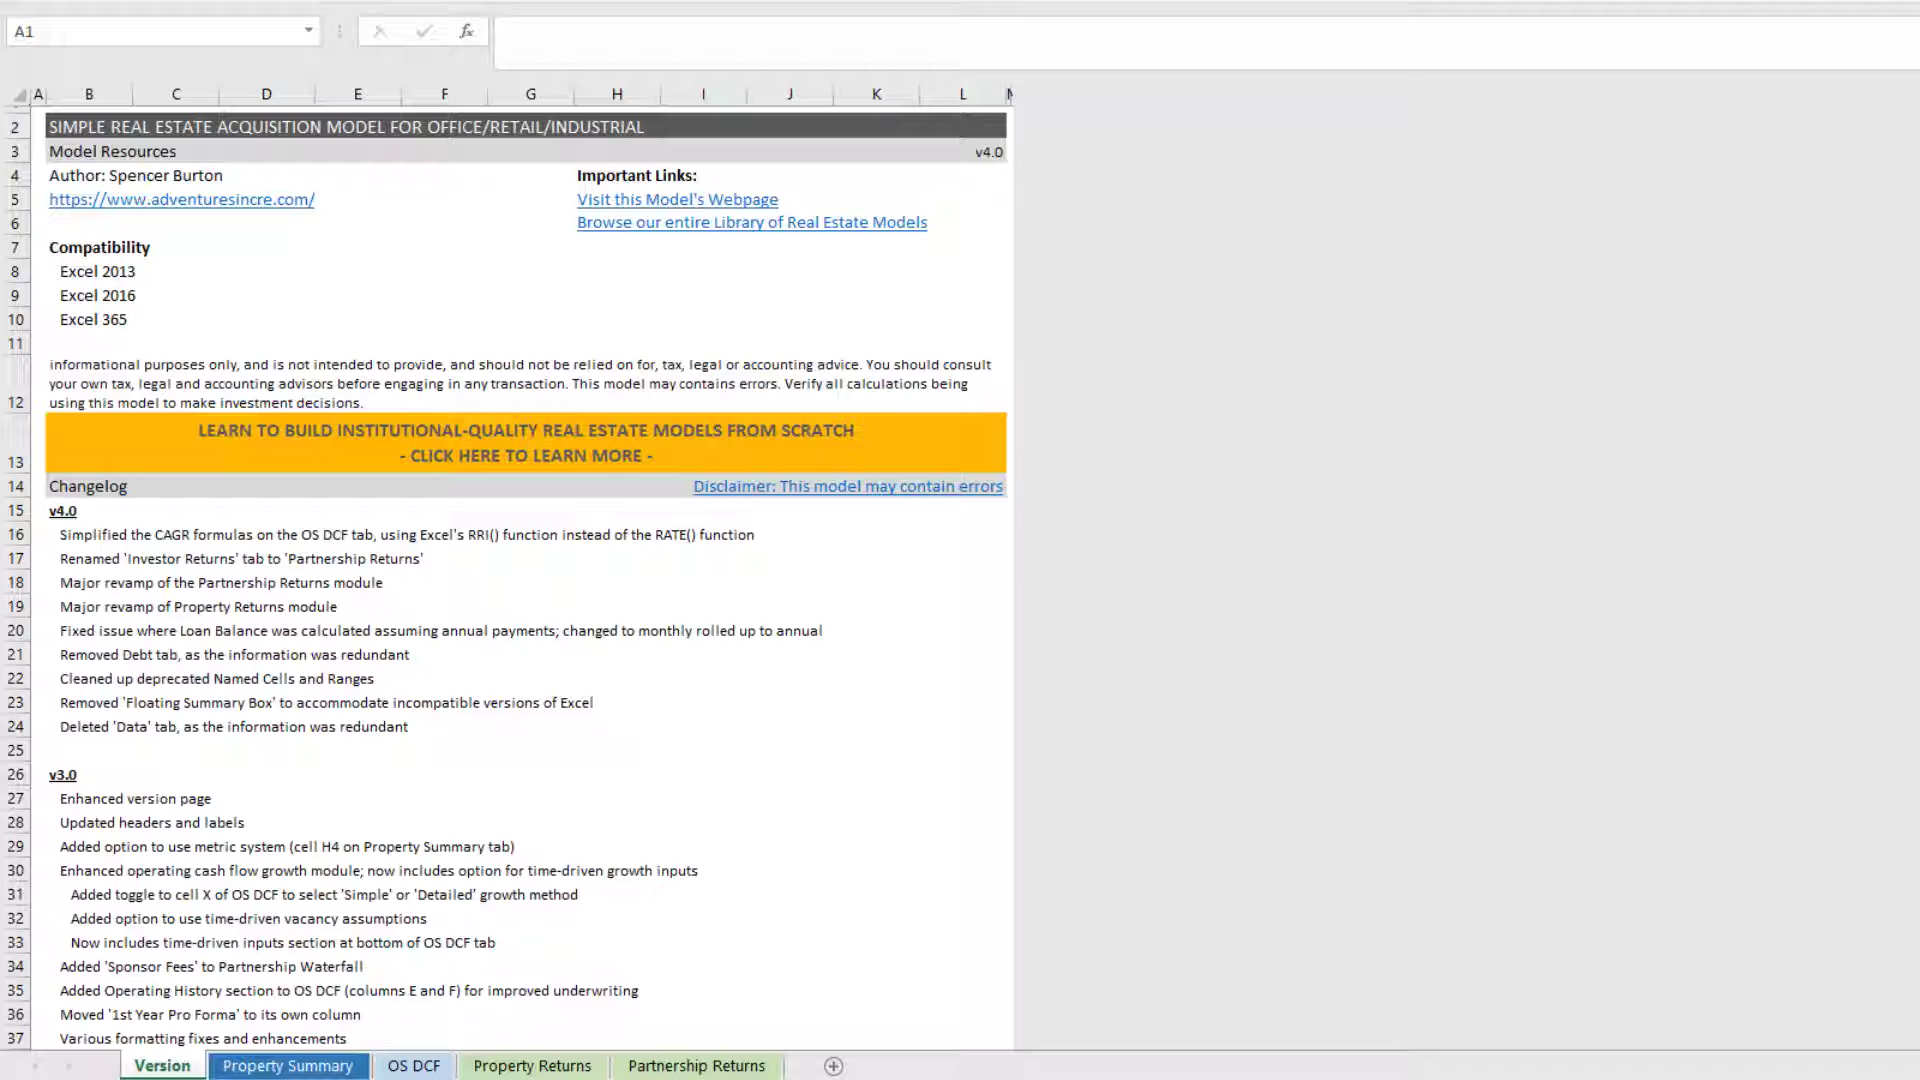 A1
fx
A B C D E F G H I J K L
2 SIMPLE REAL ESTATE ACQUISITION MODEL FOR OFFICE/RETAIL/INDUSTRIAL
3 Model Resources v4.0
4 Author: Spencer Burton Important Links:
5 https://www.adventuresincre.com/ Visit this Model's Webpage
6 Browse our entire Library of Real Estate Models
7 Compatibility
8 Excel 2013
9 Excel 2016
10 Excel 365
11
informational purposes only, and is not intended to provide, and should not be relied on for, tax, legal or accounting advice. You should consult
your own tax, legal and accounting advisors before engaging in any transaction. This model may contains errors. Verify all calculations being
12 using this model to make investment decisions.
LEARN TO BUILD INSTITUTIONAL-QUALITY REAL ESTATE MODELS FROM SCRATCH
13 - CLICK HERE TO LEARN MORE -
14 Changelog Disclaimer: This model may contain errors
15 v4.0
16 Simplified the CAGR formulas on the OS DCF tab, using Excel's RRI() function instead of the RATE() function
17 Renamed 'Investor Returns' tab to 'Partnership Returns'
18 Major revamp of the Partnership Returns module
19 Major revamp of Property Returns module
20 Fixed issue where Loan Balance was calculated assuming annual payments; changed to monthly rolled up to annual
21 Removed Debt tab, as the information was redundant
22 Cleaned up deprecated Named Cells and Ranges
23 Removed 'Floating Summary Box' to accommodate incompatible versions of Excel
24 Deleted 'Data' tab, as the information was redundant
25
26 v3.0
27 Enhanced version page
28 Updated headers and labels
29 Added option to use metric system (cell H4 on Property Summary tab)
30 Enhanced operating cash flow growth module; now includes option for time-driven growth inputs
31 Added toggle to cell X of OS DCF to select 'Simple' or 'Detailed' growth method
32 Added option to use time-driven vacancy assumptions
33 Now includes time-driven inputs section at bottom of OS DCF tab
34 Added 'Sponsor Fees' to Partnership Waterfall
35 Added Operating History section to OS DCF (columns E and F) for improved underwriting
36 Moved '1st Year Pro Forma' to its own column
37 Various formatting fixes and enhancements
Version Property Summary OS DCF Property Returns Partnership Returns